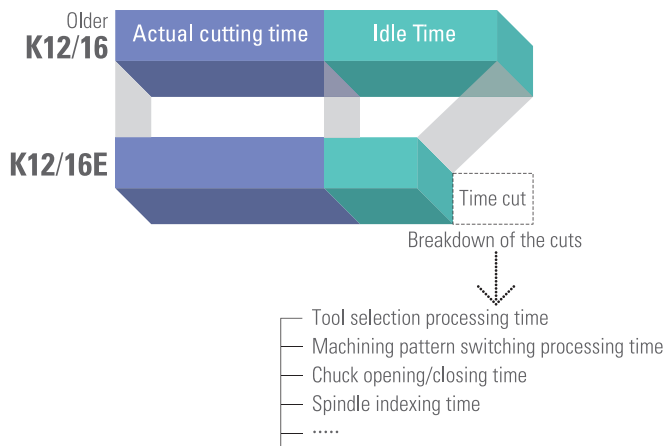 Older
K12/16
Actual cutting time
Idle Time
K12/16E
Time cut
Breakdown of the cuts
Tool selection processing time
Machining pattern switching processing time
Chuck opening/closing time
Spindle indexing time
.....